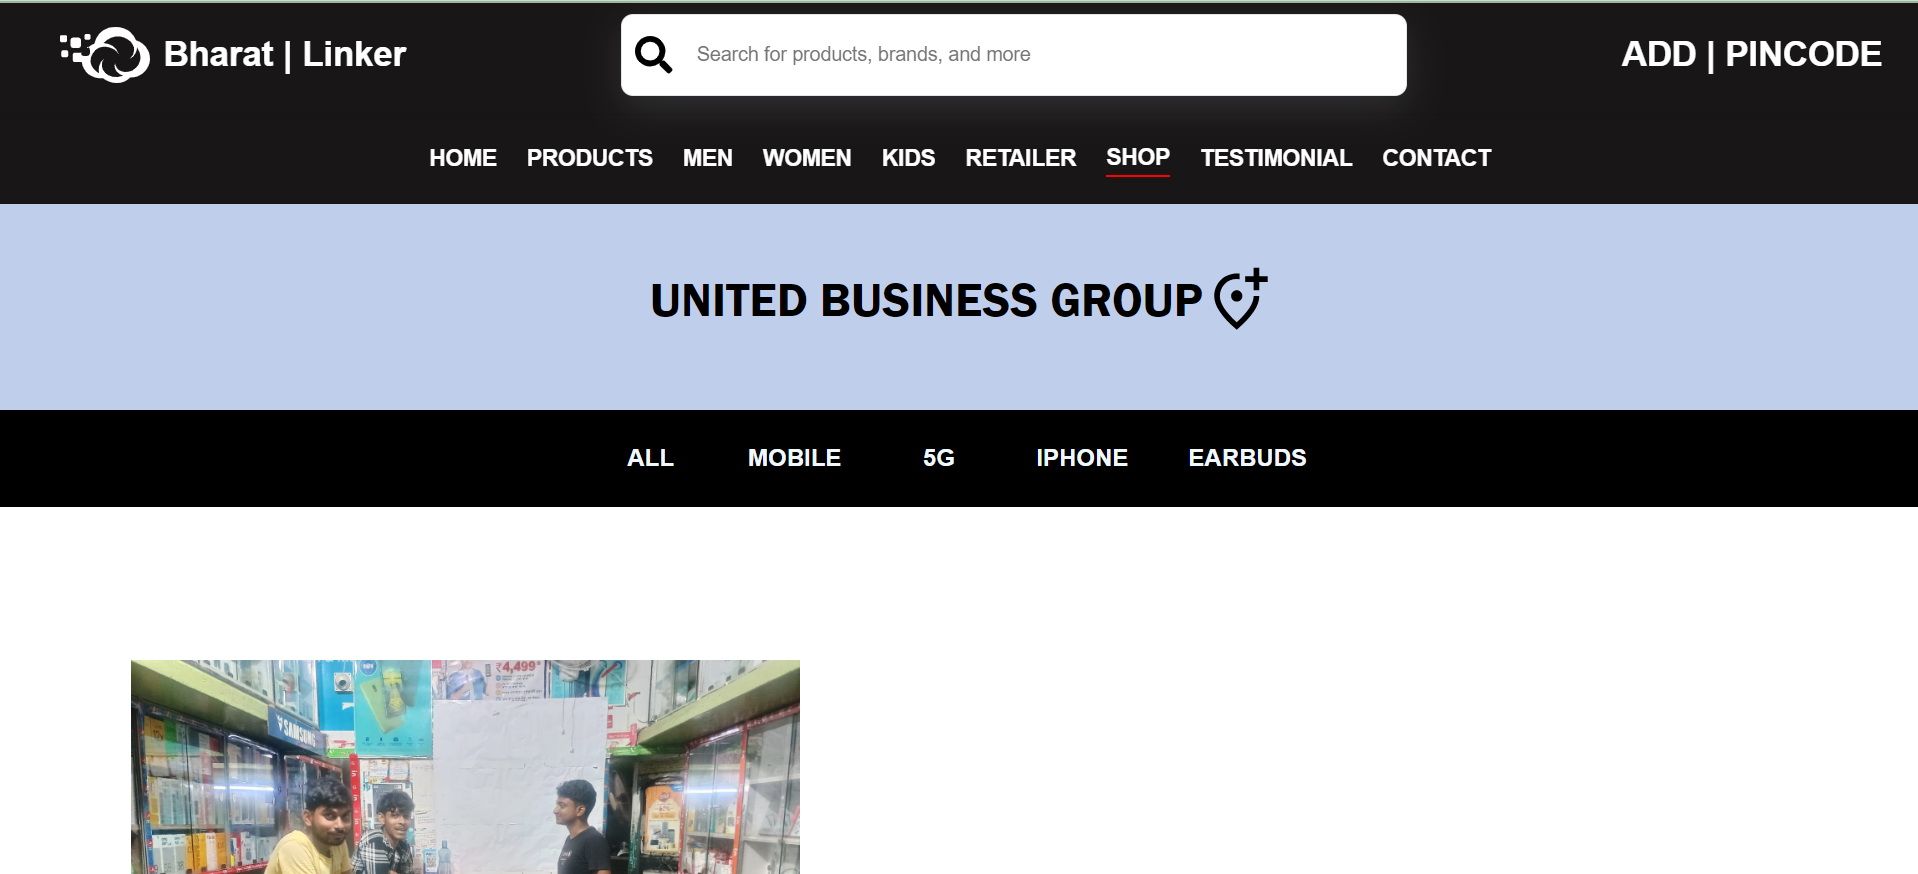 Bharat | Linker
Search for products, brands, and more
ADD | PINCODE
HOME PRODUCTS MEN WOMEN KIDS RETAILER SHOP TESTIMONIAL CONTACT
UNITED BUSINESS GROUP
ALL MOBILE 5G IPHONE EARBUDS
₹4,499*
SAMSUNG